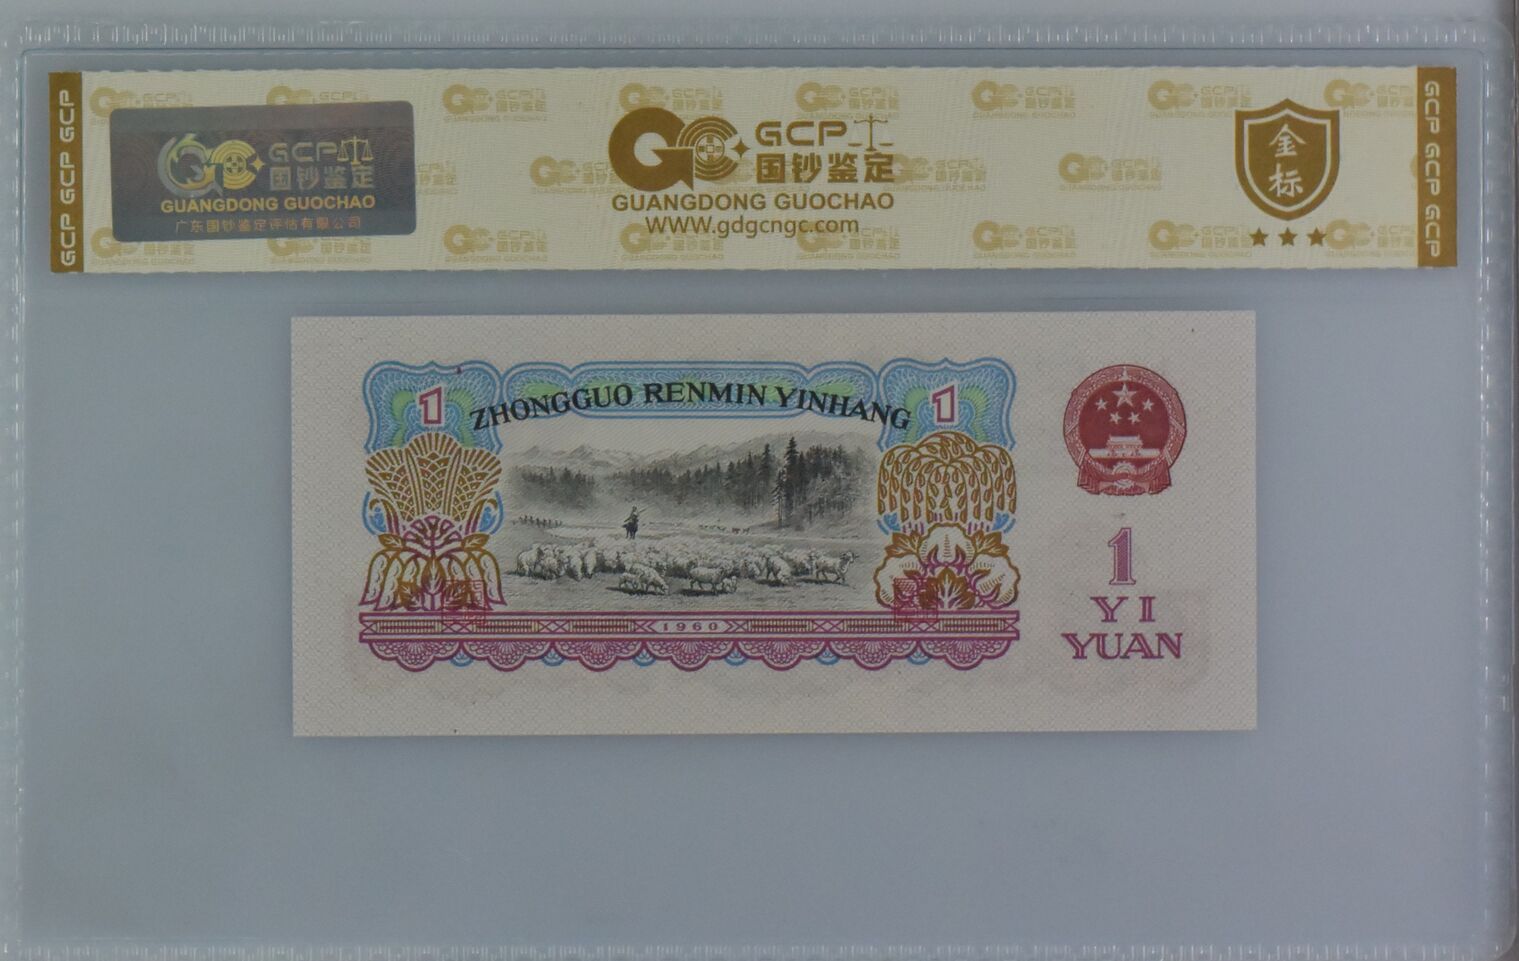 GCP GCP GCP
GCP
国钞鉴定
GUANGDONG GUOCHAO
广东国钞鉴定评估有限公司
GCP
国钞鉴定
GUANGDONG GUOCHAO
WWW.gdgcngc.com
金
标
GCP GCP GCP
ZHONGGUO RENMIN YINHANG
1
1
1960
1
YI
YUAN